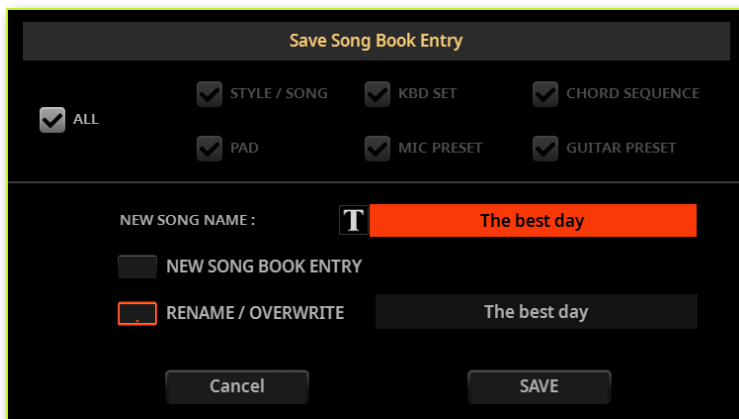 Save Song Book Entry
STYLE / SONG KBD SET CHORD SEQUENCE
ALL
PAD MIC PRESET GUITAR PRESET
NEW SONG NAME : T The best day
NEW SONG BOOK ENTRY
RENAME / OVERWRITE The best day
Cancel SAVE